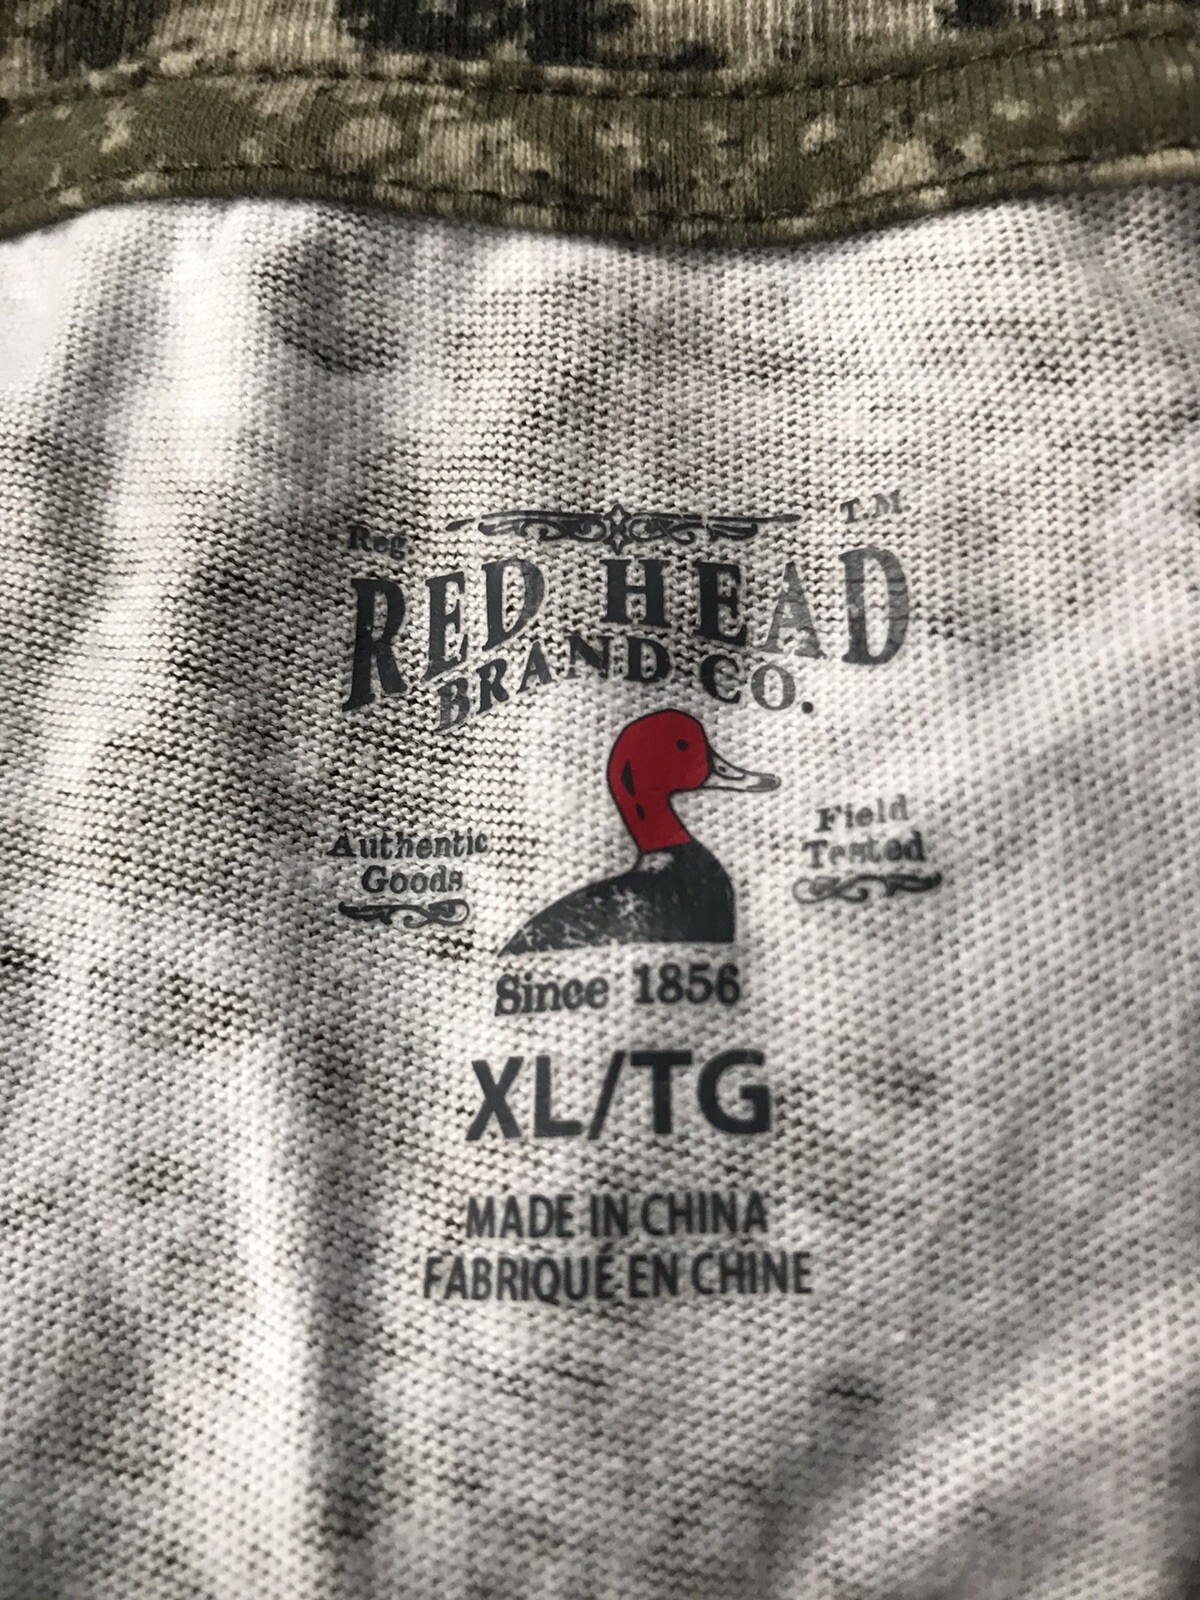 Reg.
T.M
RED HEAD
BRAND CO.
Authentic
Goods
Field
Tested
Since 1856
XL/TG
MADE IN CHINA
FABRIQUÉ EN CHINE